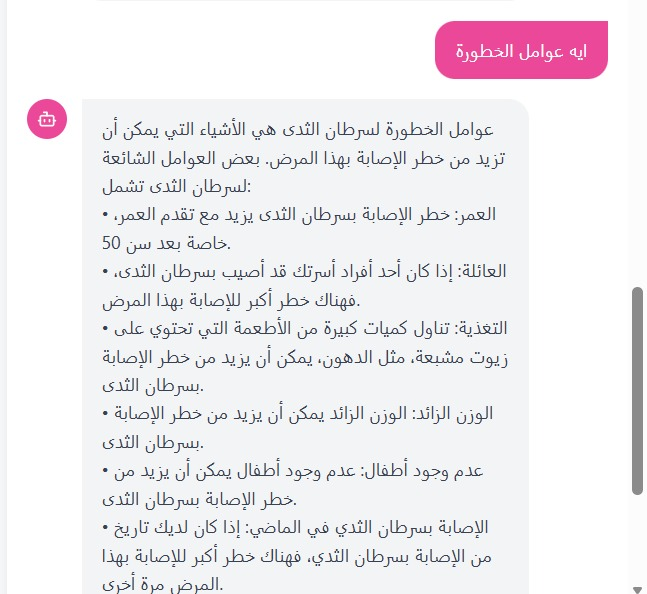 ايه عوامل الخطورة
عوامل الخطورة لسرطان الثدى هي الأشياء التي يمكن أن
تزيد من خطر الإصابة بهذا المرض. بعض العوامل الشائعة
لسرطان الثدى تشمل:
• العمر: خطر الإصابة بسرطان الثدى يزيد مع تقدم العمر،
خاصة بعد سن 50.
• العائلة: إذا كان أحد أفراد أسرتك قد أصيب بسرطان الثدى،
فهناك خطر أكبر للإصابة بهذا المرض.
• التغذية: تناول كميات كبيرة من الأطعمة التي تحتوي على
زيوت مشبعة، مثل الدهون، يمكن أن يزيد من خطر الإصابة
بسرطان الثدى.
• الوزن الزائد: الوزن الزائد يمكن أن يزيد من خطر الإصابة
بسرطان الثدى.
• عدم وجود أطفال: عدم وجود أطفال يمكن أن يزيد من
خطر الإصابة بسرطان الثدى.
• الإصابة بسرطان الثدي في الماضي: إذا كان لديك تاريخ
من الإصابة بسرطان الثدي، فهناك خطر أكبر للإصابة بهذا
المرض مرة أخرى.